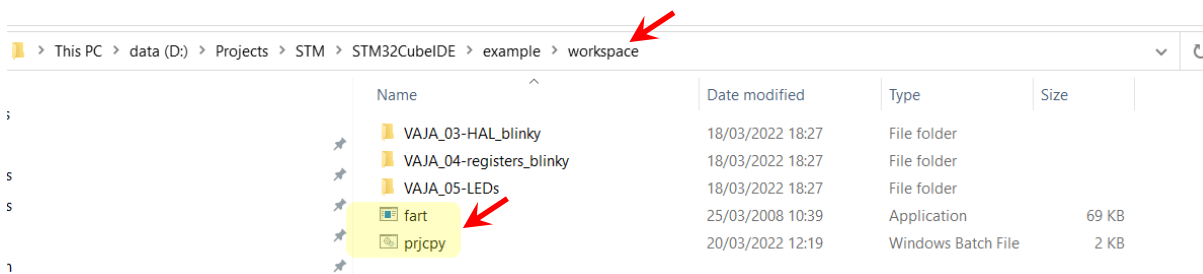 This PC > data (D:) > Projects > STM > STM32CubeIDE > example > workspace
Name Date modified Type Size
VAJA_03-HAL_blinky 18/03/2022 18:27 File folder
VAJA_04-registers_blinky 18/03/2022 18:27 File folder
VAJA_05-LEDs 18/03/2022 18:27 File folder
fart 25/03/2008 10:39 Application 69 KB
prjcpy 20/03/2022 12:19 Windows Batch File 2 KB